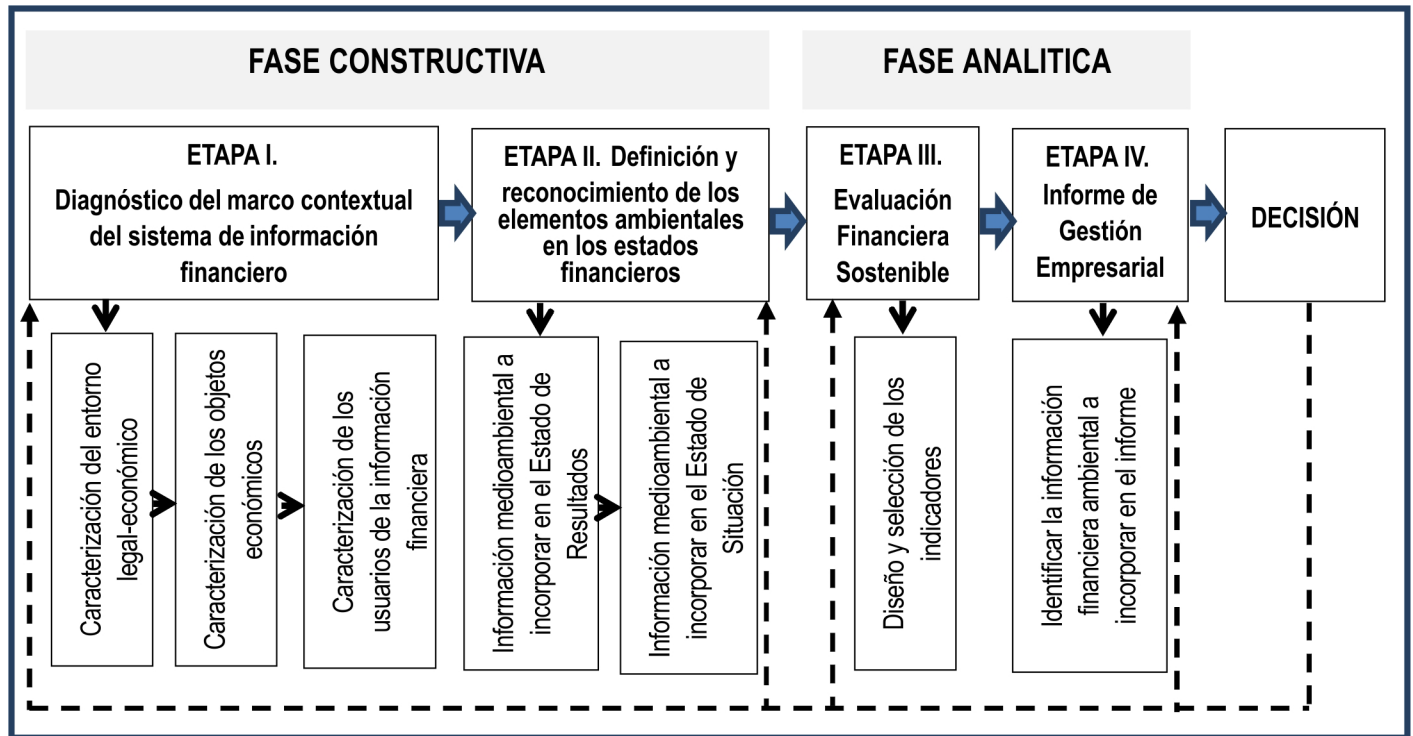 FASE CONSTRUCTIVA
FASE ANALITICA
ETAPA I.
Diagnóstico del marco contextual
del sistema de información
financiero
ETAPA II. Definición y
reconocimiento de los
elementos ambientales
en los estados
financieros
ETAPA III.
Evaluación
Financiera
Sostenible
ETAPA IV.
Informe de
Gestión
Empresarial
DECISIÓN
Caracterización del entorno
legal-económico
Caracterización de los objetos
económicos
Caracterización de los
usuarios de la información
financiera
Información medioambiental a
incorporar en el Estado de
Resultados
Información medioambiental a
incorporar en el Estado de
Situación
Diseño y selección de los
indicadores
Identificar la información
financiera ambiental a
incorporar en el informe